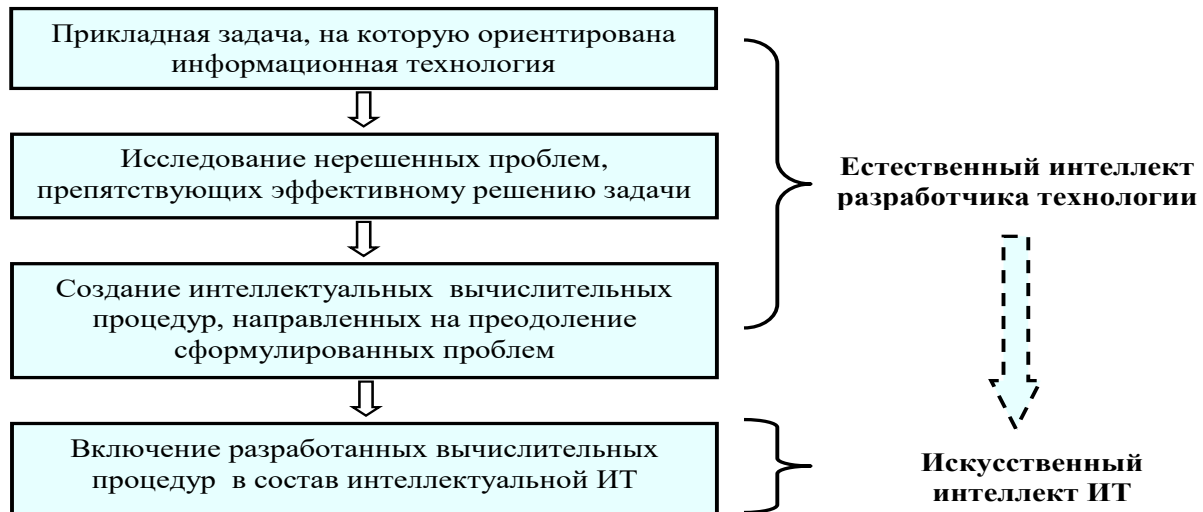 Прикладная задача, на которую ориентирована
информационная технология
Исследование нерешенных проблем,
препятствующих эффективному решению задачи
Создание интеллектуальных вычислительных
процедур, направленных на преодоление
сформулированных проблем
Включение разработанных вычислительных
процедур в состав интеллектуальной ИТ
Естественный интеллект
разработчика технологии
Искусственный
интеллект ИТ